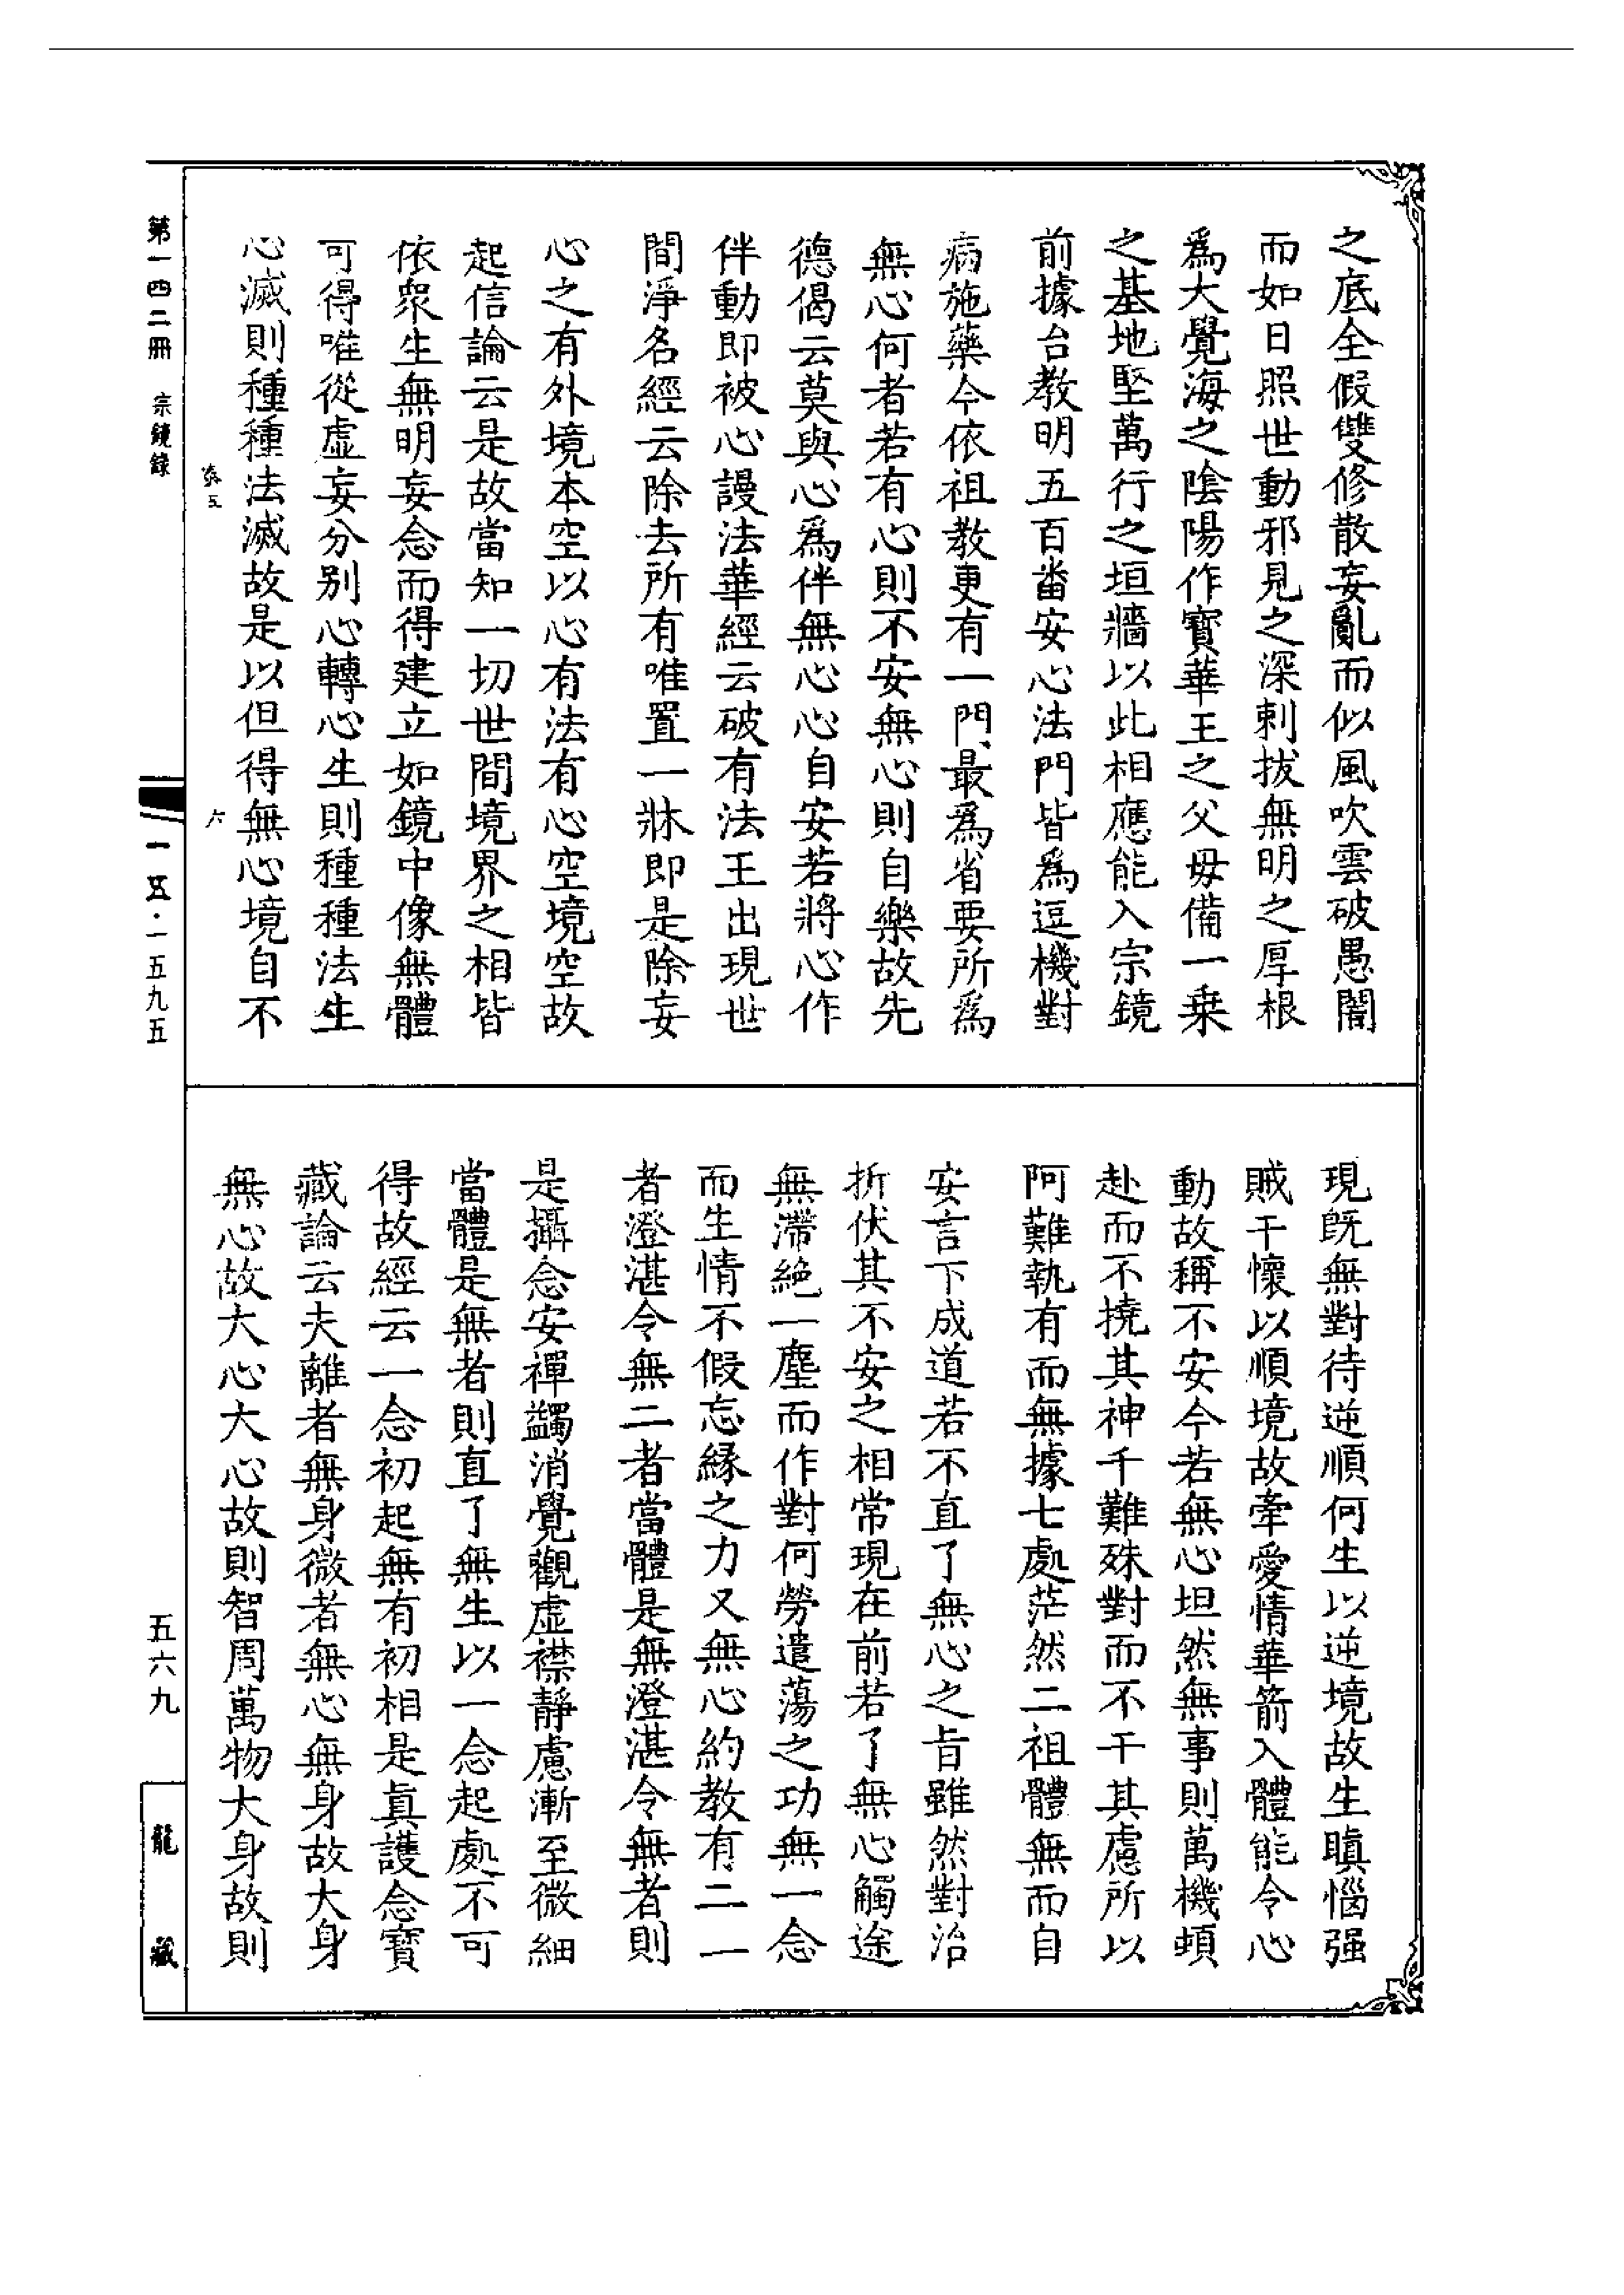 之底全假雙修散妄亂而似風吹雲破愚闇
而如日照世動邪見之深刺拔無明之厚根
爲大覺海之陰陽作寶華王之父母備一乗
之基地堅萬行之垣牆以此相應能入宗鏡
前據台教明五百畨安心法門皆爲逗機對
病施藥今依祖教更有一門最爲省要所爲
無心何者若有心則不安無心則自樂故先
德偈云莫與心爲伴無心心自安若將心作
伴動即被心謾法華經云破有法王出現世
間淨名經云除去所有唯置一牀即是除妄
心之有外境本空以心有法有心空境空故
起信論云是故當知一切世間境界之相皆
依衆生無明妄念而得建立如鏡中像無體
可得唯從虛妄分别心轉心生則種種法生
心滅則種種法滅故是以但得無心境自不
現旣無對待逆順何生以逆境故生瞋惱强
賊干懷以順境故牽愛情華箭入體能令心
動故稱不安今若無心坦然無事則萬機頓
赴而不撓其神千難殊對而不干其慮所以
阿難執有而無據七處茫然二祖體無而自
安言下成道若不直了無心之旨雖然對治
折伏其不安之相常現在前若了無心觸途
無滯絶一塵而作對何勞遣蕩之功無一念
而生情不假忘緣之力又無心約教有二一
者澄湛令無二者當體是無澄湛令無者則
是攝念安禪蠲消覺觀虛襟靜慮漸至微細
當體是無者則直了無生以一念起處不可
得故經云一念初起無有初相是眞護念寶
藏論云夫離者無身微者無心無身故大身
無心故大心大心故則智周萬物大身故則
第一四二冊 宗鏡錄
六
一五·一五九五
五六九
龍藏